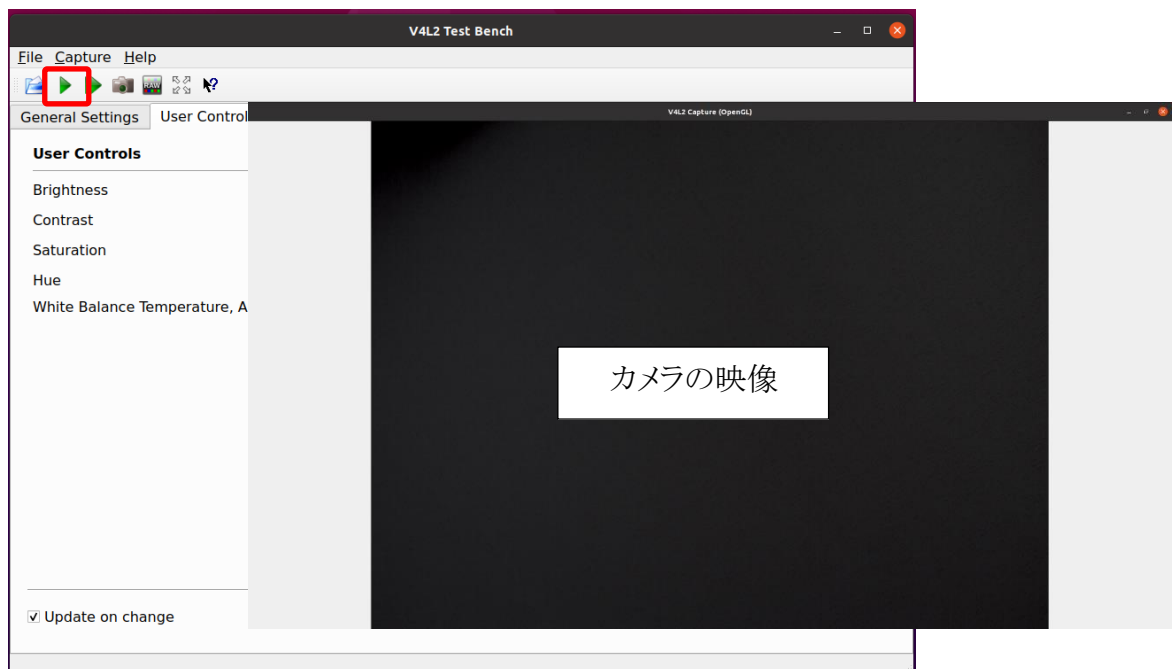 V4L2 Test Bench
File Capture Help
RAW
General Settings
User Control
V4L2 Capture (OpenGL)
User Controls
Brightness
Contrast
Saturation
Hue
White Balance Temperature, A
カメラの映像
Update on change